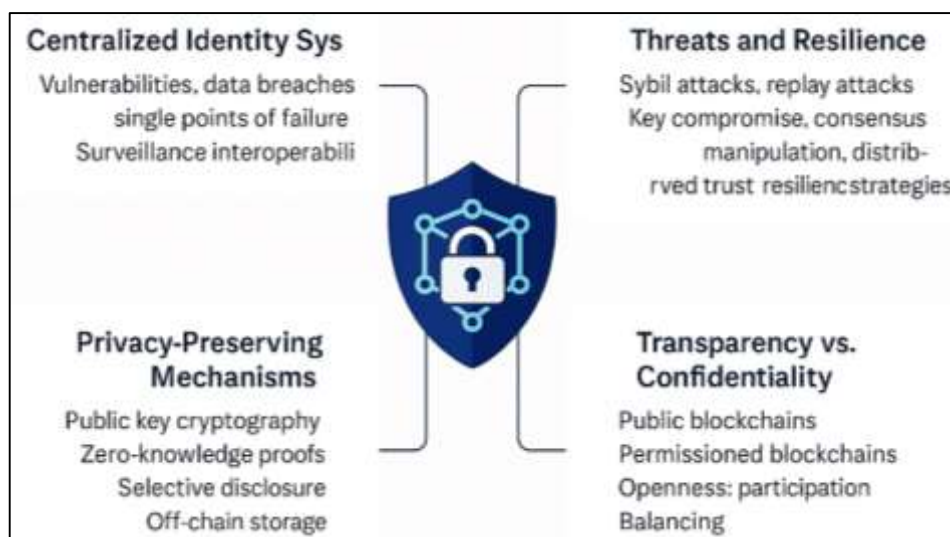 Centralized Identity Sys
Vulnerabilities, data breaches
single points of failure
Surveillance interoperabili
Threats and Resilience
Sybil attacks, replay attacks
Key compromise, consensus
manipulation, distrib-
rved trust resiliencstrategies
Privacy-Preserving
Mechanisms
Public key cryptography
Zero-knowledge proofs
Selective disclosure
Off-chain storage
Transparency vs.
Confidentiality
Public blockchains
Permissioned blockchains
Openness: participation
Balancing